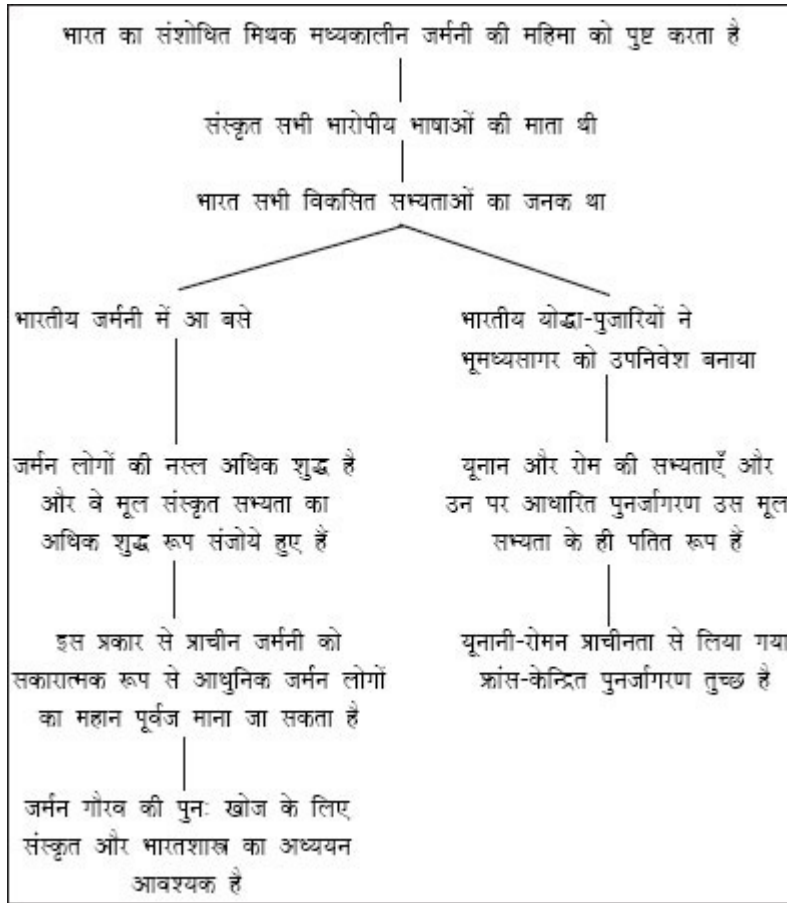 भारत का संशोधित मिथक मध्यकालीन जर्मनी की महिमा को पुष्ट करता है
संस्कृत सभी भारोपीय भाषाओं की माता थी
भारत सभी विकसित सभ्यताओं का जनक था
भारतीय जर्मनी में आ बसे
जर्मन लोगों की नस्ल अधिक शुद्ध है
और वे मूल संस्कृत सभ्यता का
अधिक शुद्ध रूप संजोये हुए हैं
इस प्रकार से प्राचीन जर्मनी को
सकारात्मक रूप से आधुनिक जर्मन लोगों
का महान पूर्वज माना जा सकता है
जर्मन गौरव की पुनः खोज के लिए
संस्कृत और भारतशास्त्र का अध्ययन
आवश्यक है
भारतीय योद्धा-पुजारियों ने
भूमध्यसागर को उपनिवेश बनाया
यूनान और रोम की सभ्यताएँ और
उन पर आधारित पुनर्जागरण उस मूल
सभ्यता के ही पतित रूप हैं
यूनानी-रोमन प्राचीनता से लिया गया
फ्रांस-केन्द्रित पुनर्जागरण तुच्छ है